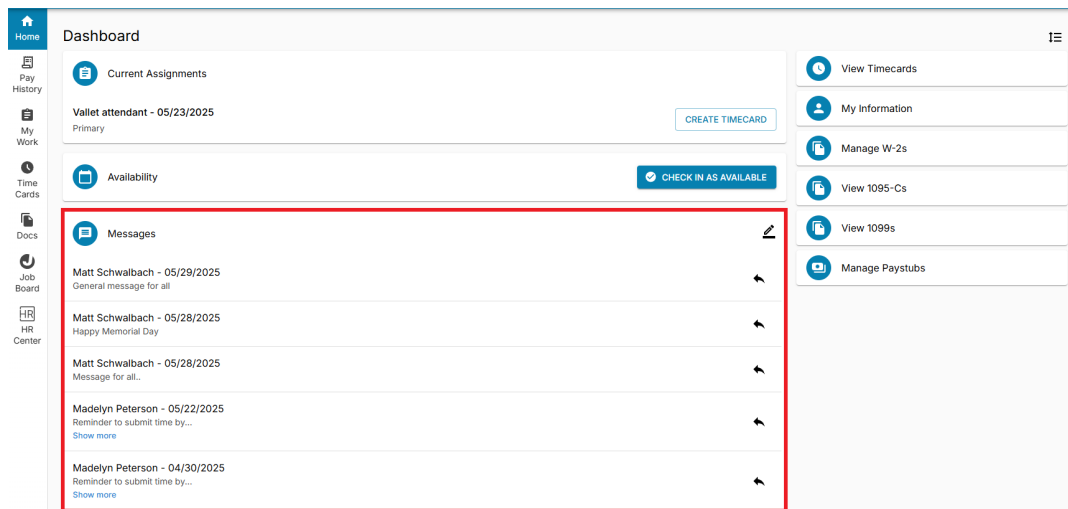 Home
Pay
History
My
Work
Time
Cards
Docs
Job
Board
HR
HR
Center
Dashboard
Current Assignments
Vallet attendant - 05/23/2025
Primary
CREATE TIMECARD
Availability
CHECK IN AS AVAILABLE
Messages
Matt Schwalbach - 05/29/2025
General message for all
Matt Schwalbach - 05/28/2025
Happy Memorial Day
Matt Schwalbach - 05/28/2025
Message for all..
Madelyn Peterson - 05/22/2025
Reminder to submit time by...
Show more
Madelyn Peterson - 04/30/2025
Reminder to submit time by...
Show more
View Timecards
My Information
Manage W-2s
View 1095-Cs
View 1099s
Manage Paystubs